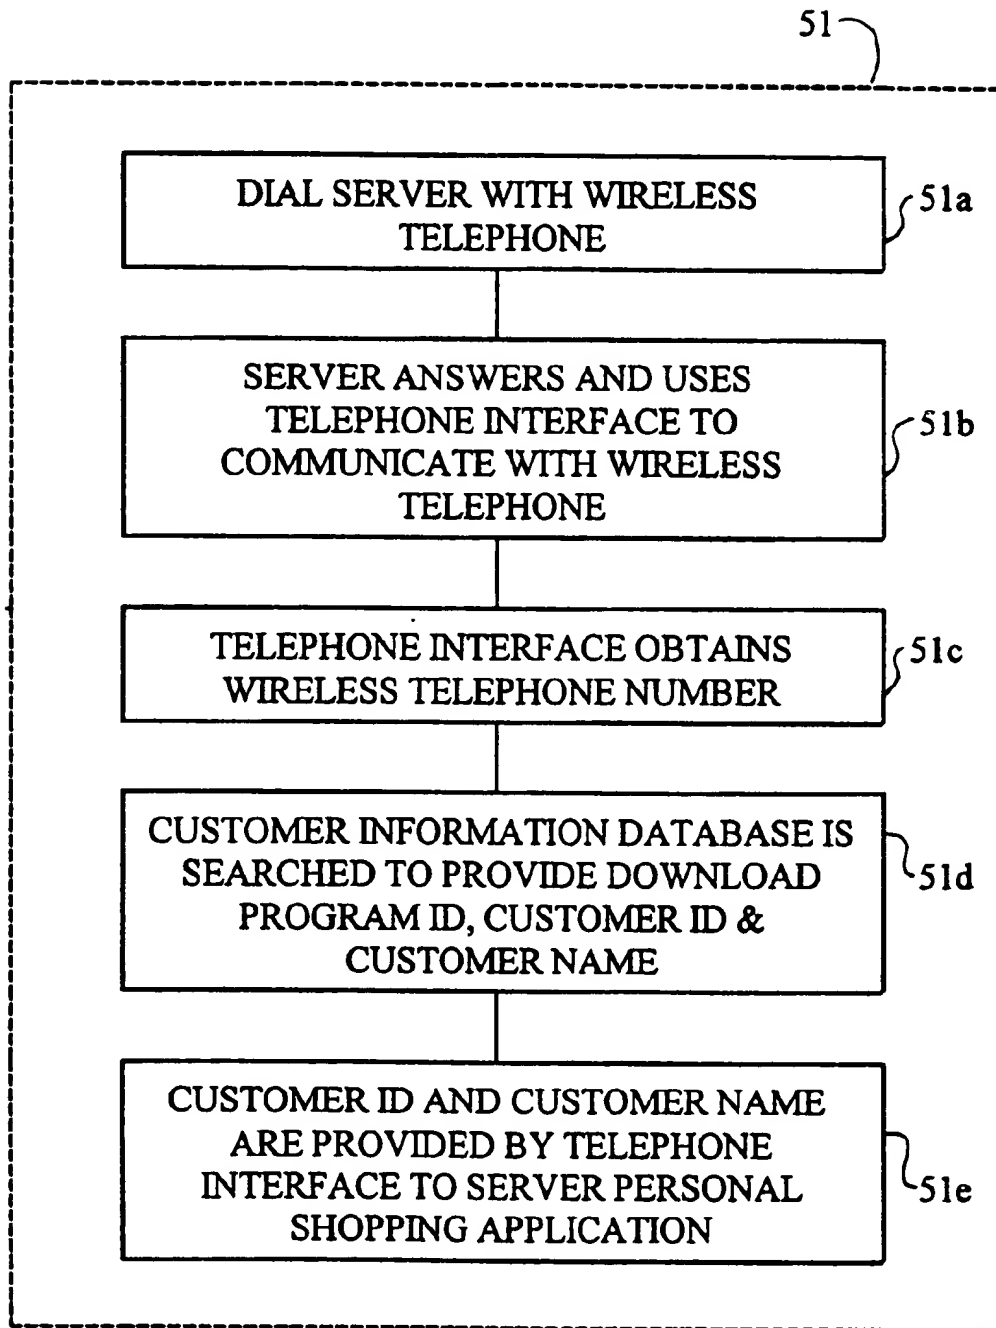 51
DIAL SERVER WITH WIRELESS
TELEPHONE
51a
SERVER ANSWERS AND USES
TELEPHONE INTERFACE TO
COMMUNICATE WITH WIRELESS
TELEPHONE
51b
TELEPHONE INTERFACE OBTAINS
WIRELESS TELEPHONE NUMBER
51c
CUSTOMER INFORMATION DATABASE IS
SEARCHED TO PROVIDE DOWNLOAD
PROGRAM ID, CUSTOMER ID &
CUSTOMER NAME
51d
CUSTOMER ID AND CUSTOMER NAME
ARE PROVIDED BY TELEPHONE
INTERFACE TO SERVER PERSONAL
SHOPPING APPLICATION
51e